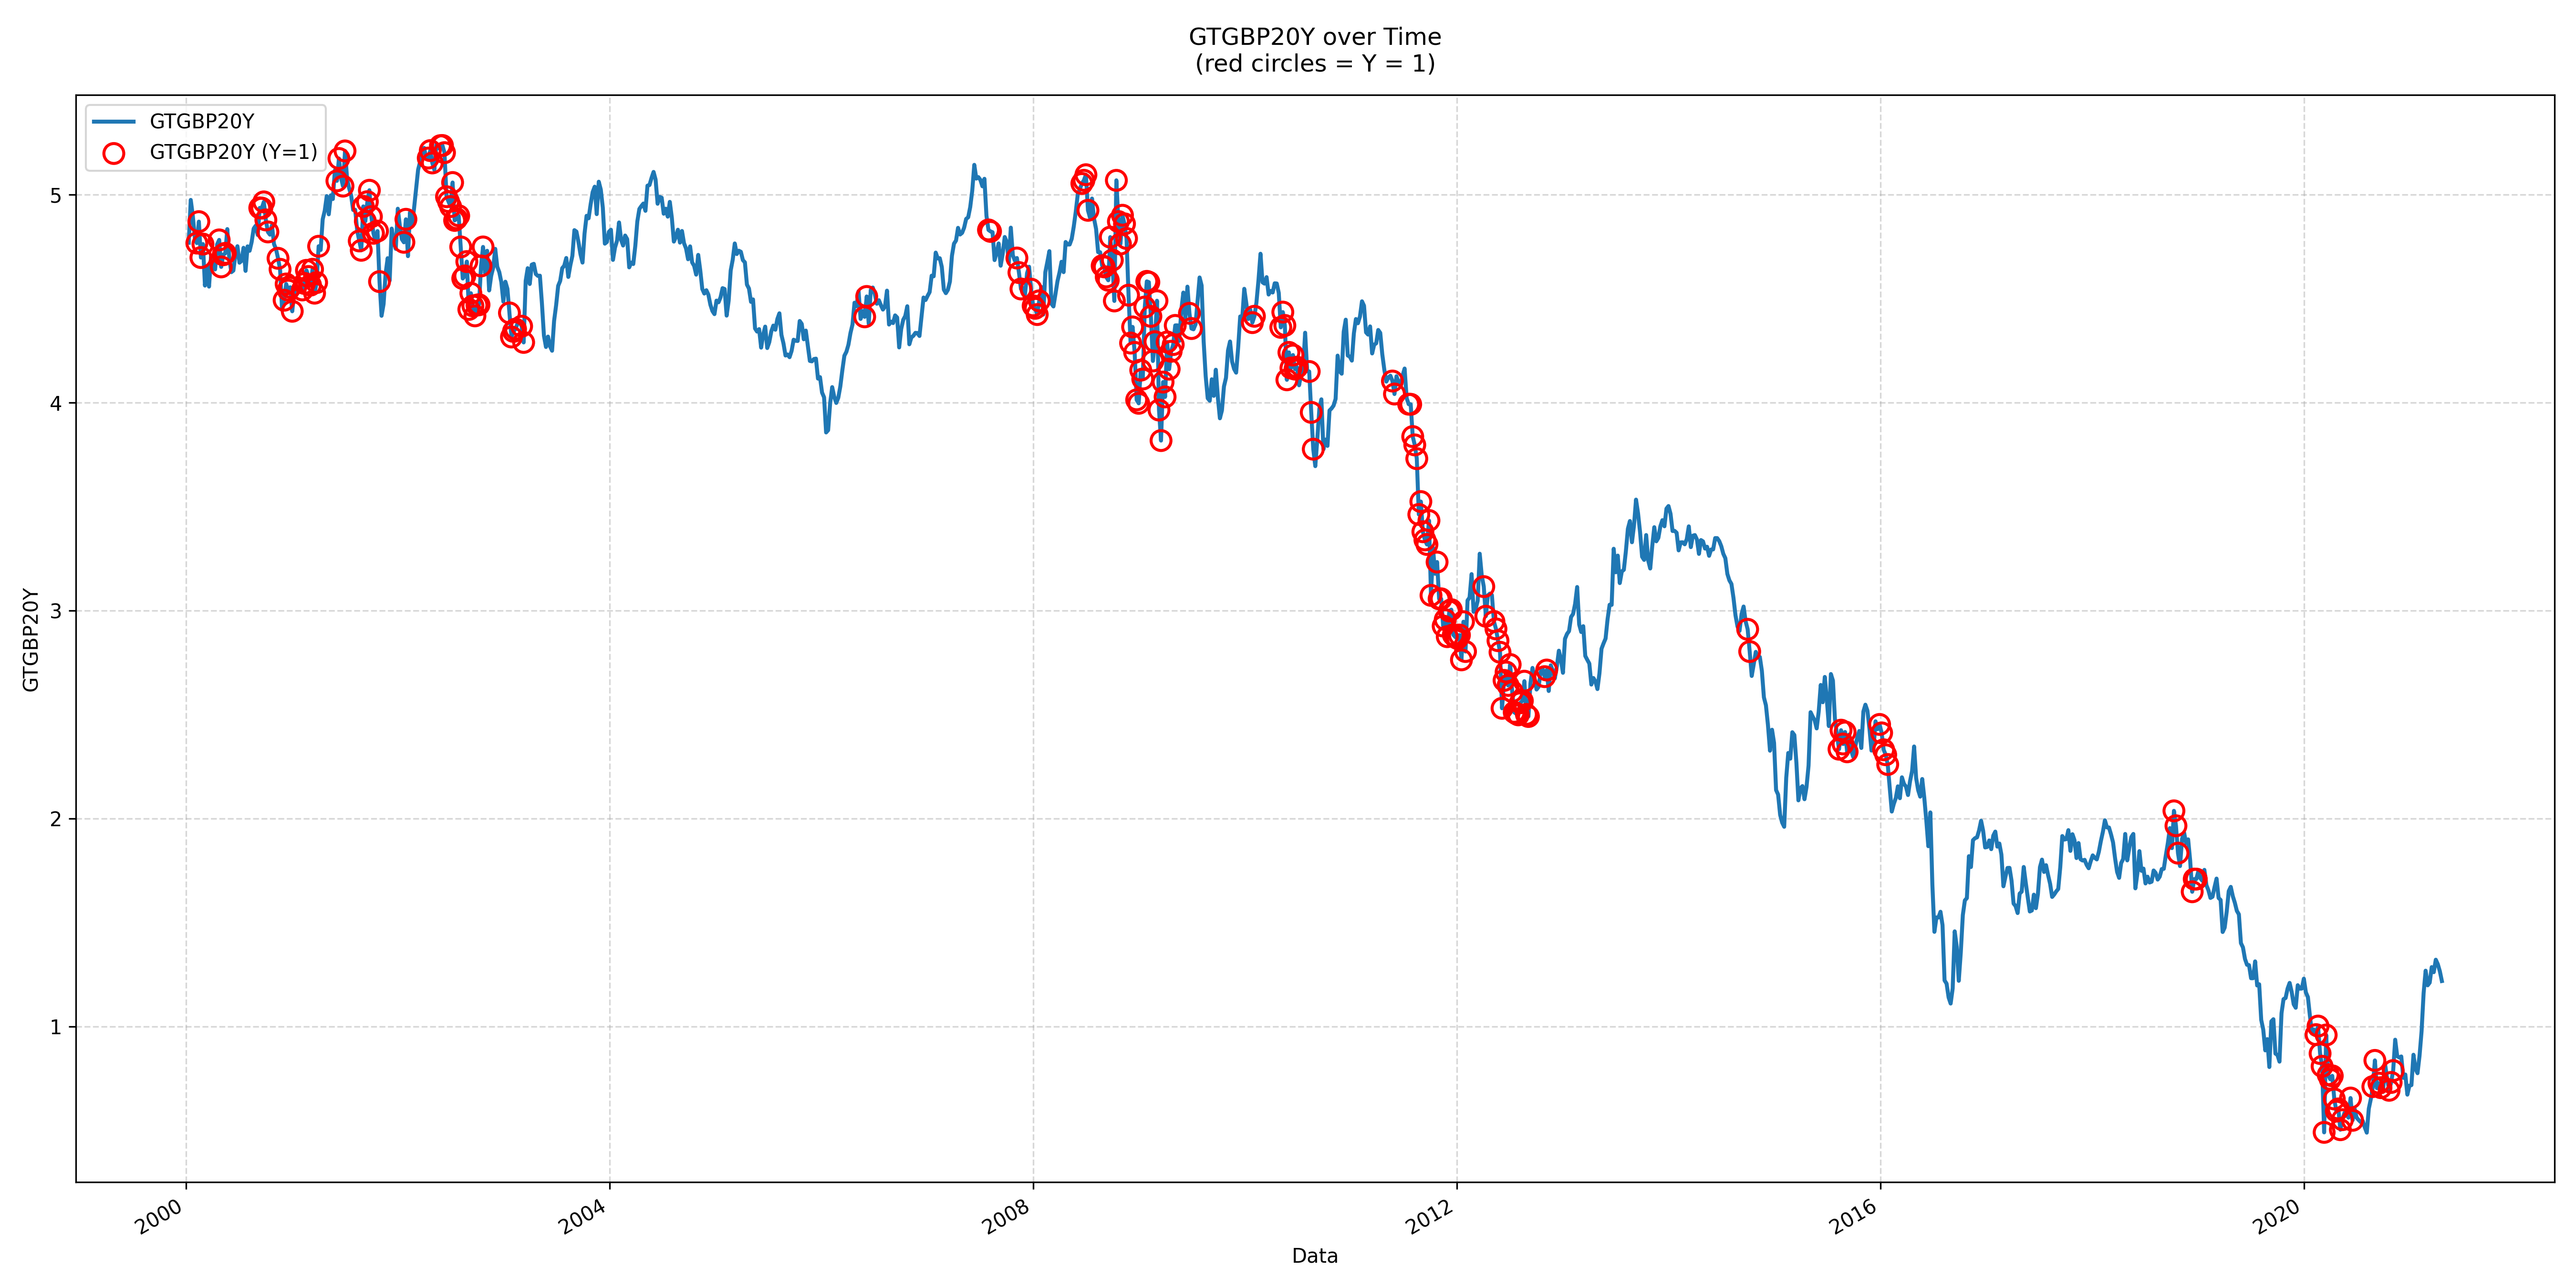 GTGBP20Y over Time
(red circles = Y = 1)
GTGBP20Y
GTGBP20Y (Y=1)
GTGBP20Y
5
4
3
2
1
2000
2004
2008
2012
2016
2020
Data